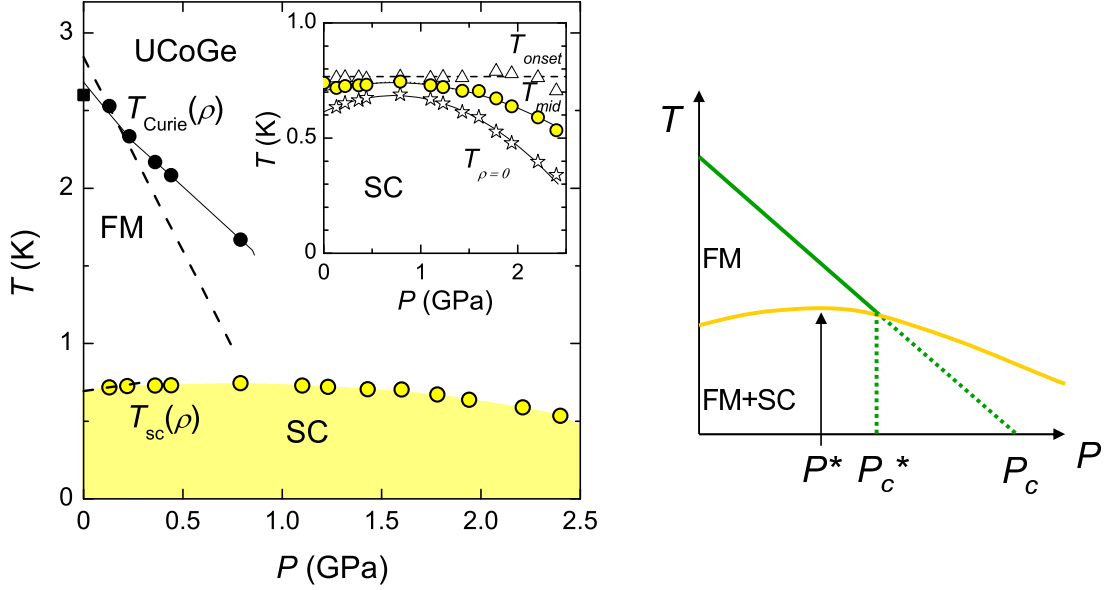 UCoGe
T_Curie(ρ)
FM
T_sc(ρ)
SC
T (K)
3
2
1
0
0
0.5
1.0
1.5
2.0
2.5
P (GPa)
1.0
0.5
0
T (K)
T_onset
T_mid
T_ρ = 0
SC
0
1
2
P (GPa)
T
FM
FM+SC
P*
P_c*
P_c
P